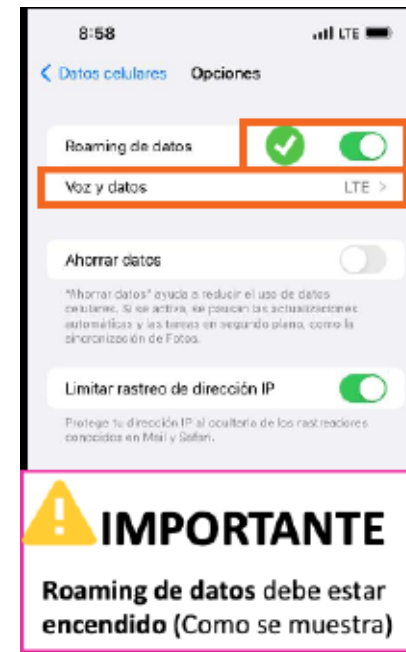 8:58
LTE
Datos celulares Opciones
Roaming de datos
Voz y datos LTE
Ahorrar datos
"Ahorrar datos" ayuda a reducir el uso de datos
celulares. Si se activa, se pausan las actualizaciones
automáticas y las tareas en segundo plano, como la
sincronización de Fotos.
Limitar rastreo de dirección IP
Protege tu dirección IP al ocultarla de los rastreadores
conocidos en Mail y Safari.
IMPORTANTE
Roaming de datos debe estar
encendido (Como se muestra)